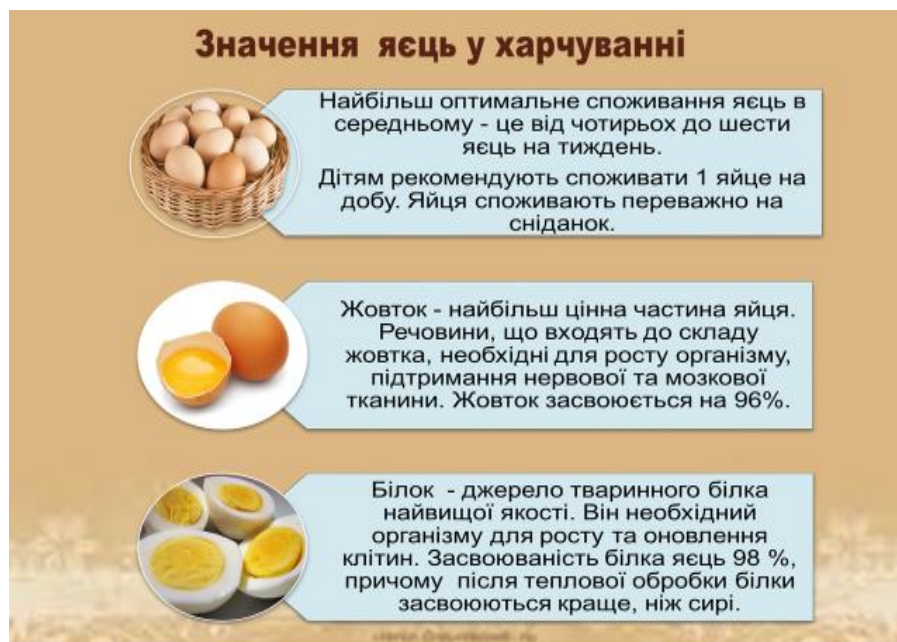 Значення яєць у харчуванні
Найбільш оптимальне споживання яєць в
середньому - це від чотирьох до шести
яєць на тиждень.
Дітям рекомендують споживати 1 яйце на
добу. Яйця споживають переважно на
сніданок.
Жовток - найбільш цінна частина яйця.
Речовини, що входять до складу
жовтка, необхідні для росту організму,
підтримання нервової та мозкової
тканини. Жовток засвоюється на 96%.
Білок - джерело тваринного білка
найвищої якості. Він необхідний
організму для росту та оновлення
клітин. Засвоюваність білка яєць 98 %,
причому після теплової обробки білки
засвоюються краще, ніж сирі.